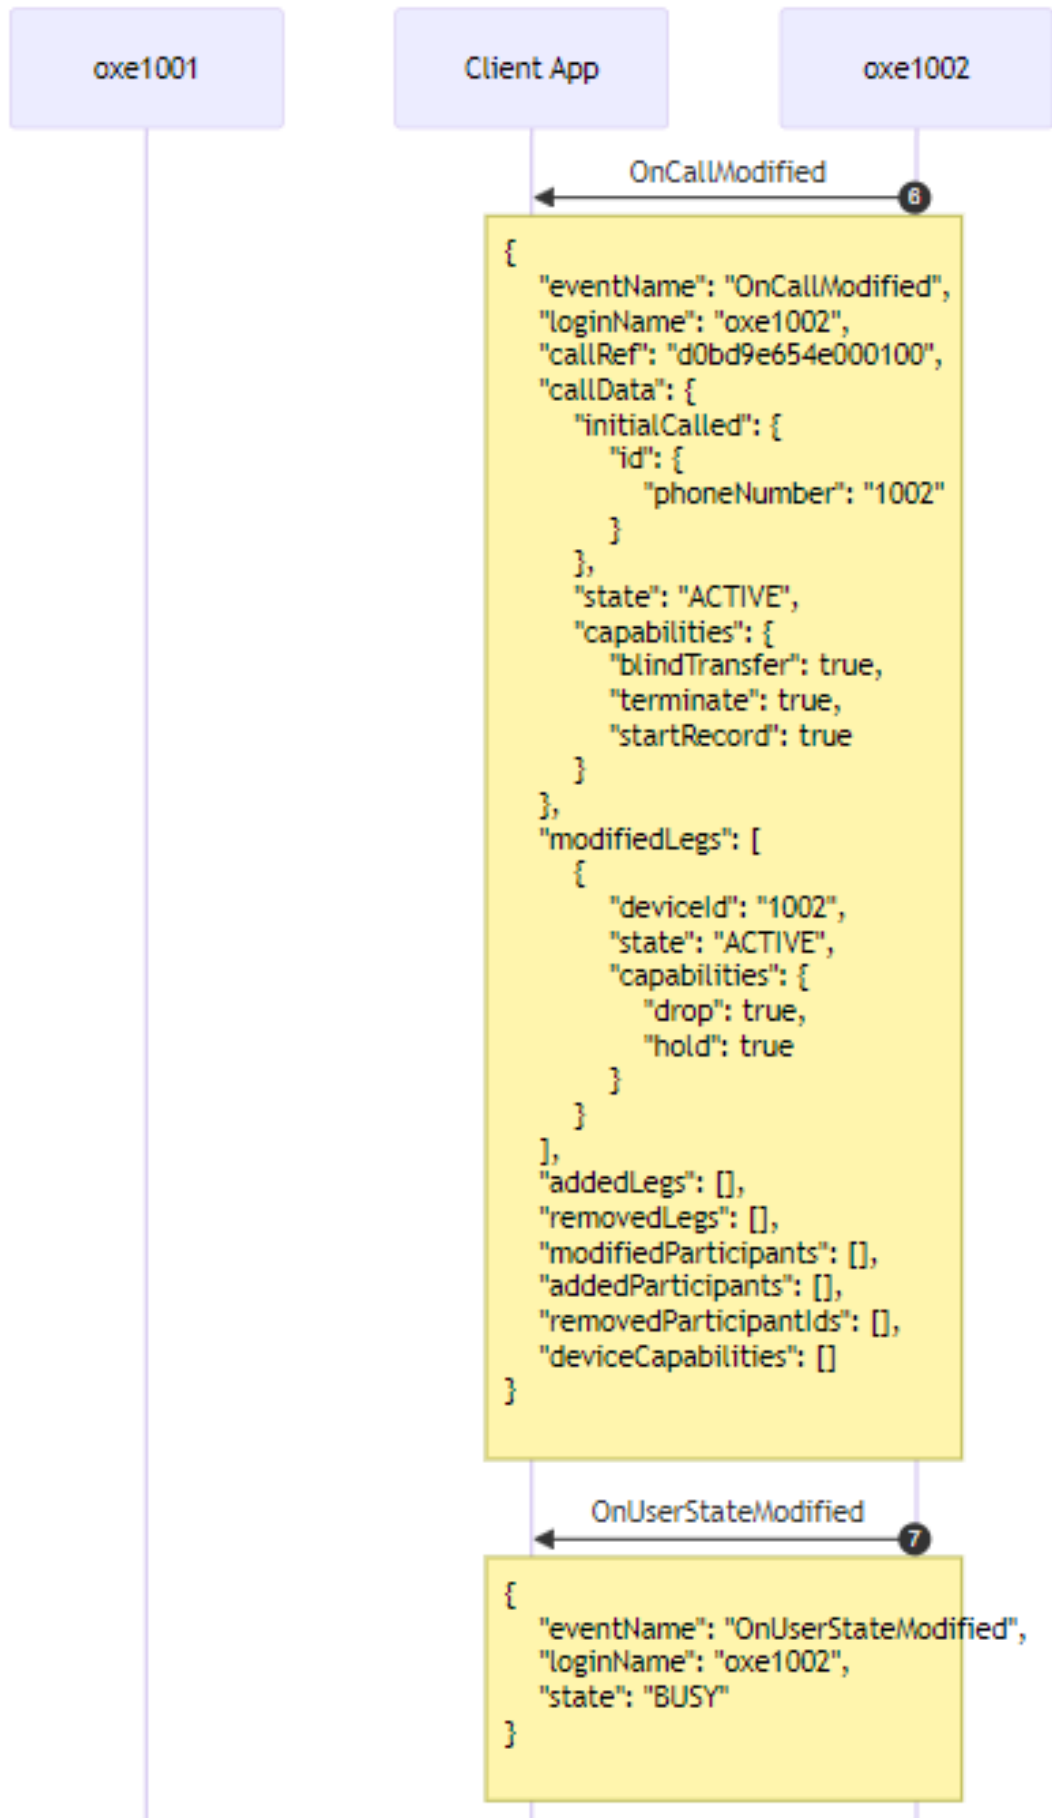 oxe1001
Client App
oxe1002
OnCallModified
6
{
"eventName": "OnCallModified",
"loginName": "oxe1002",
"callRef": "d0bd9e654e000100",
"callData": {
"initialCalled": {
"id": {
"phoneNumber": "1002"
}
},
"state": "ACTIVE",
"capabilities": {
"blindTransfer": true,
"terminate": true,
"startRecord": true
}
},
"modifiedLegs": [
{
"deviceId": "1002",
"state": "ACTIVE",
"capabilities": {
"drop": true,
"hold": true
}
}
],
"addedLegs": [],
"removedLegs": [],
"modifiedParticipants": [],
"addedParticipants": [],
"removedParticipantIds": [],
"deviceCapabilities": []
}
OnUserStateModified
7
{
"eventName": "OnUserStateModified",
"loginName": "oxe1002",
"state": "BUSY"
}